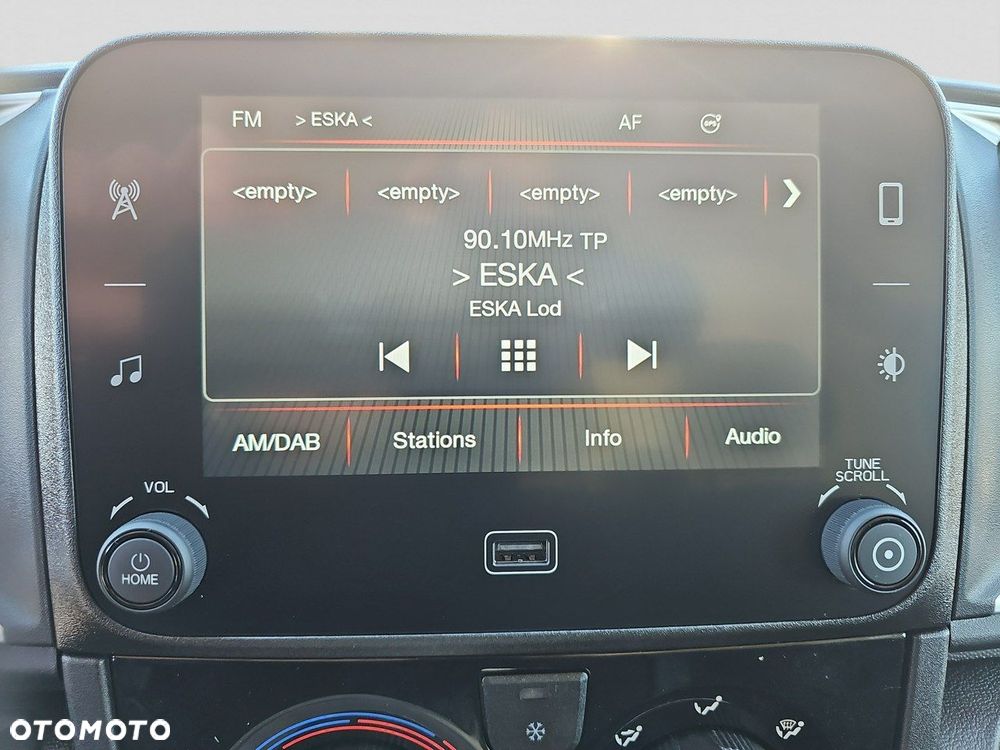 FM > ESKA < AF GPS
<empty> <empty> <empty> <empty>
90.10MHz TP
> ESKA <
ESKA Lod
AM/DAB Stations Info Audio
VOL
HOME
TUNE
SCROLL
OTOMOTO